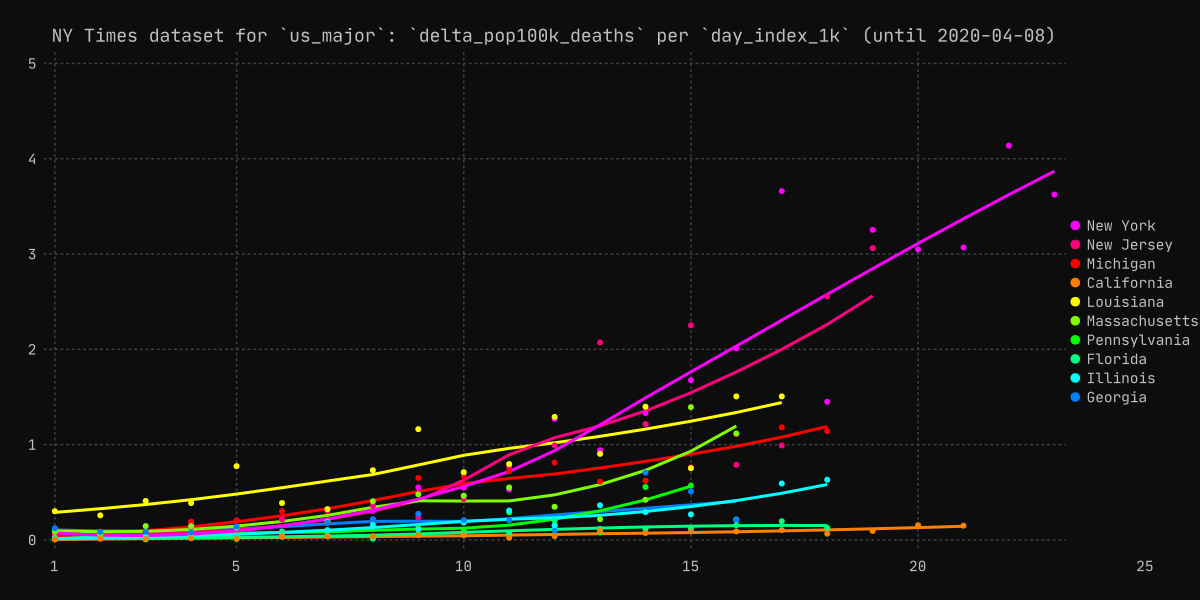 NY Times dataset for `us_major`: `delta_pop100k_deaths` per `day_index_1k` (until 2020-04-08)
5
4
3
2
1
0
1 5 10 15 20 25
New York
New Jersey
Michigan
California
Louisiana
Massachusetts
Pennsylvania
Florida
Illinois
Georgia